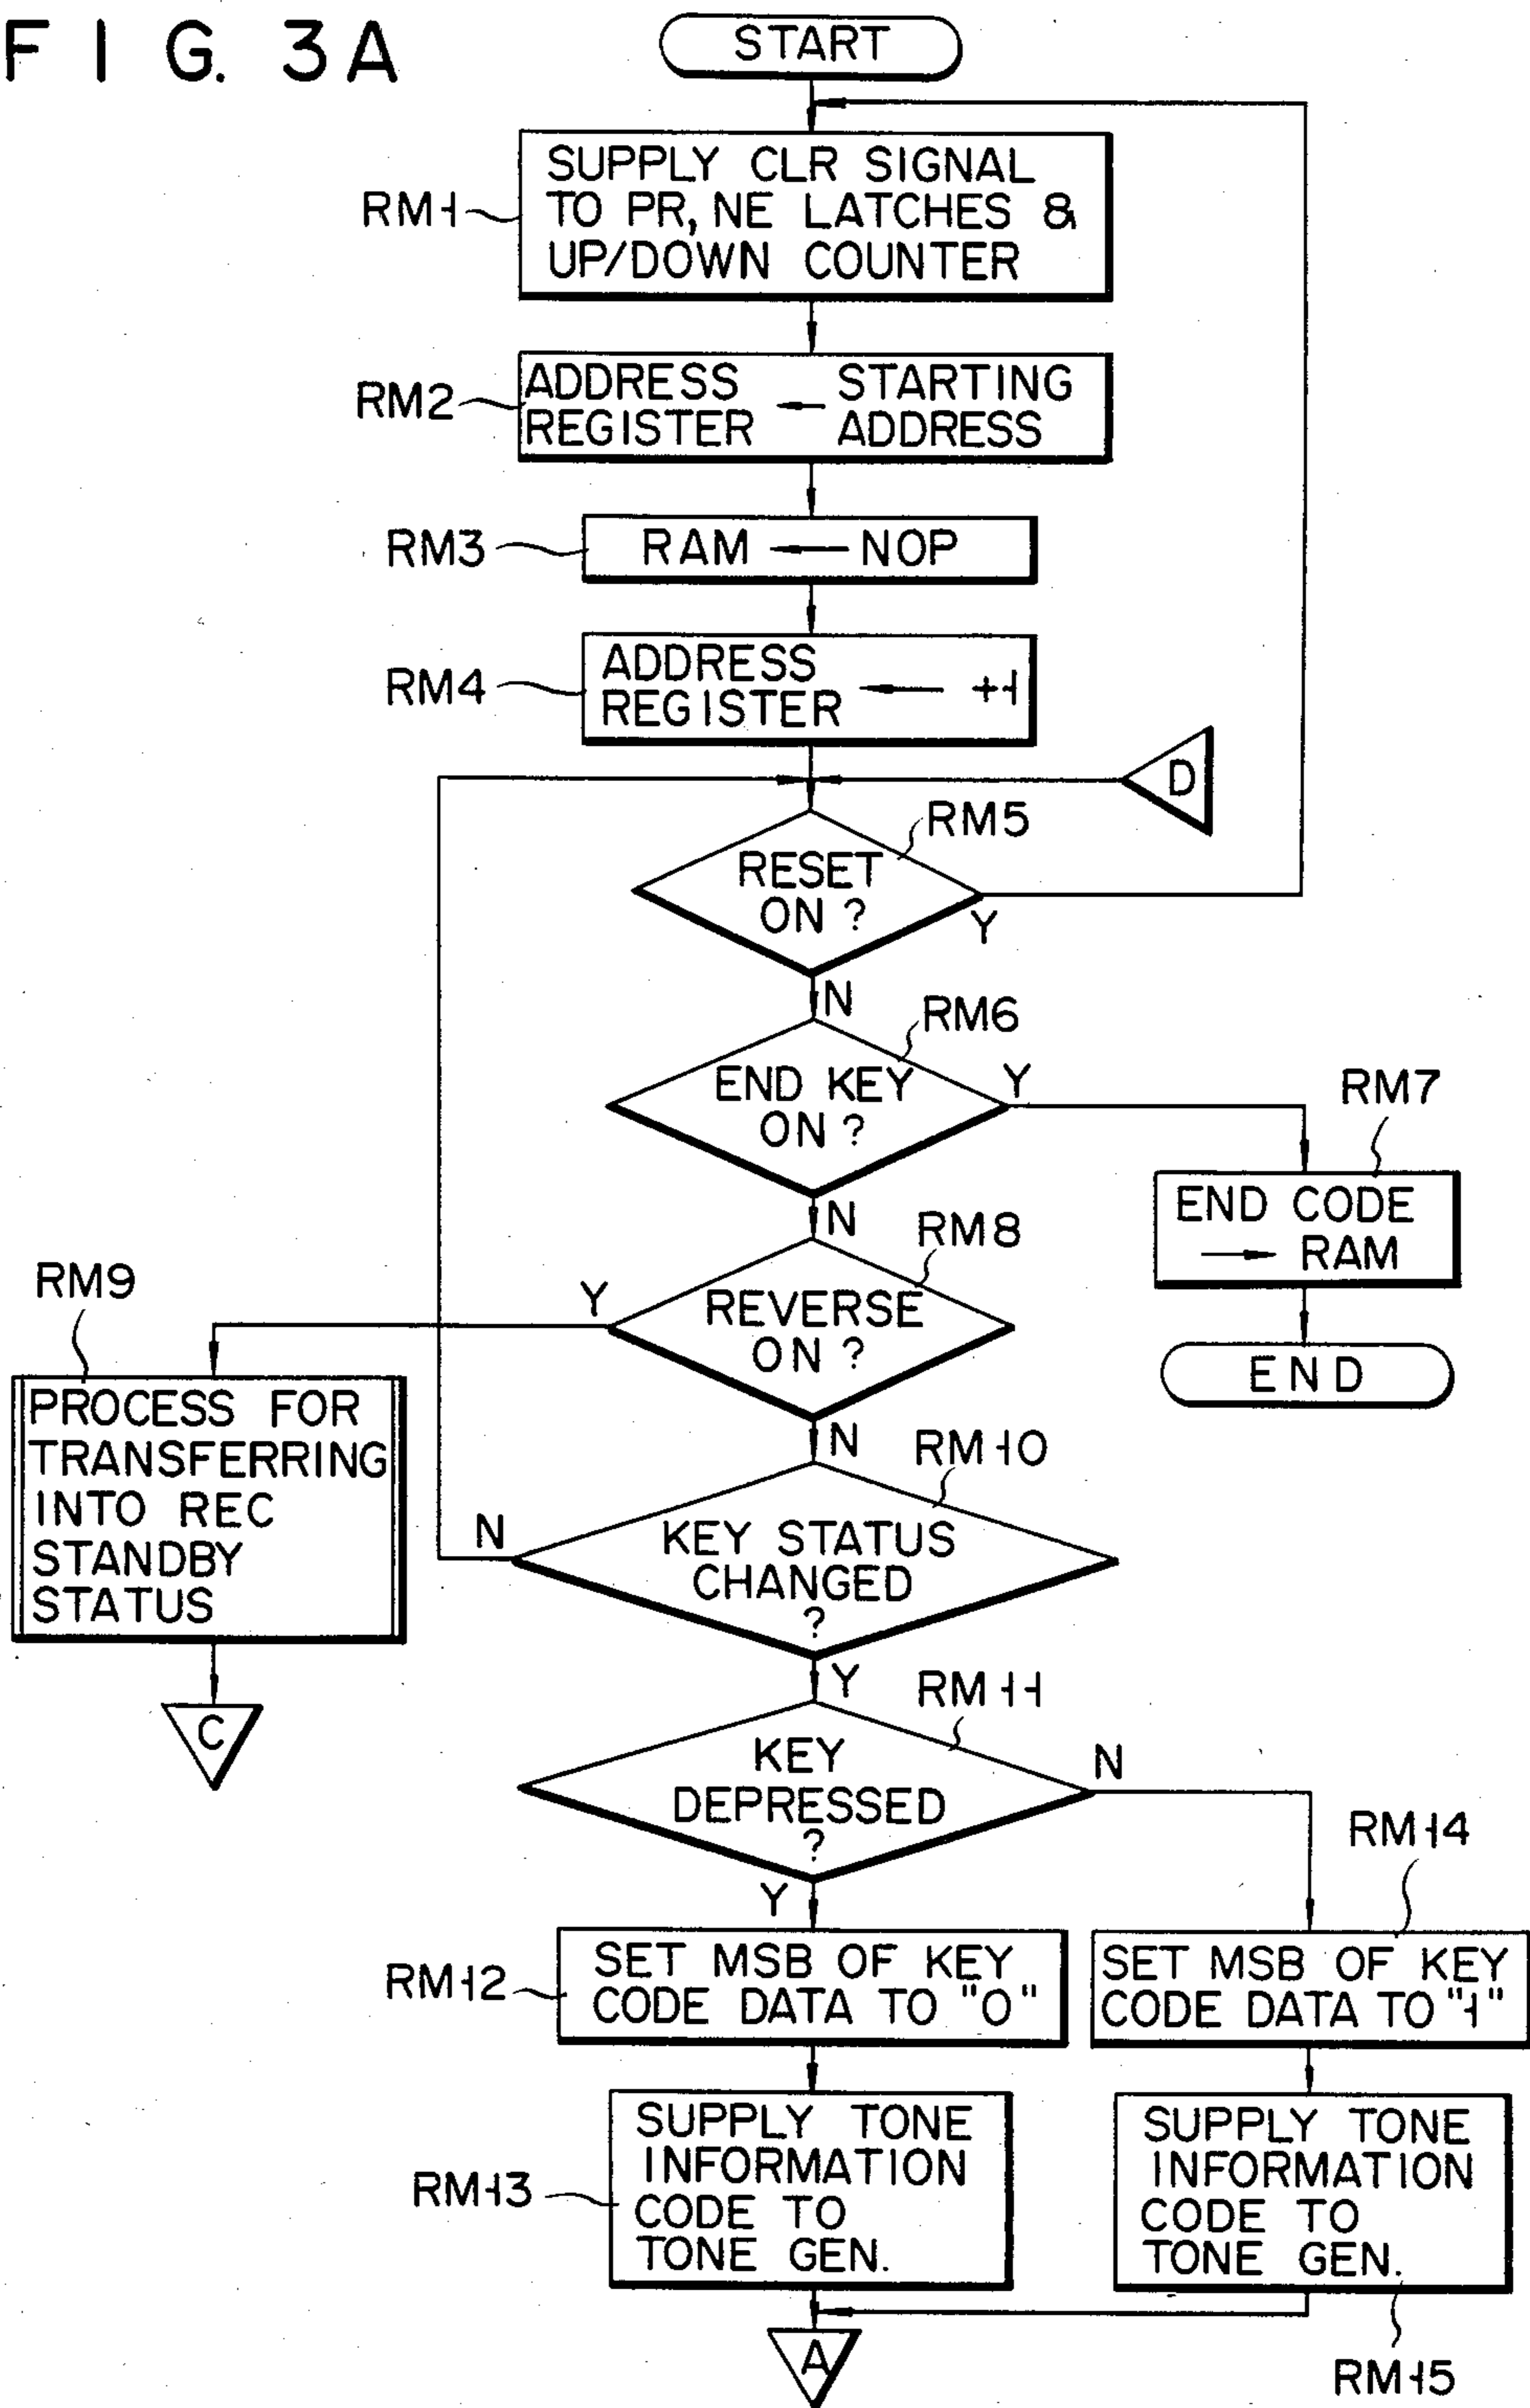 FIG. 3A
START
RM1
SUPPLY CLR SIGNAL
TO PR, NE LATCHES &
UP/DOWN COUNTER
RM2
ADDRESS ← STARTING
REGISTER ADDRESS
RM3
RAM ← NOP
RM4
ADDRESS
REGISTER ← +1
D
RM5
RESET
ON ?
Y
N
RM6
END KEY
ON ?
Y
RM7
END CODE
→ RAM
END
N
RM8
REVERSE
ON ?
Y
RM9
PROCESS FOR
TRANSFERRING
INTO REC
STANDBY
STATUS
C
N
RM10
KEY STATUS
CHANGED
?
N
Y
RM11
KEY
DEPRESSED
?
N
Y
RM12
SET MSB OF KEY
CODE DATA TO "0"
RM14
SET MSB OF KEY
CODE DATA TO "1"
RM13
SUPPLY TONE
INFORMATION
CODE TO
TONE GEN.
SUPPLY TONE
INFORMATION
CODE TO
TONE GEN.
RM15
A